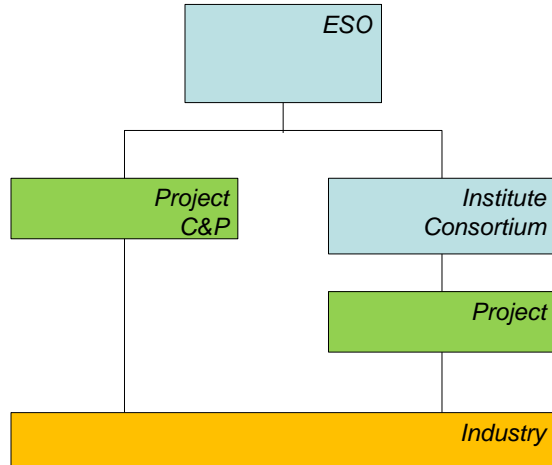 ESO
Project
C&P
Institute
Consortium
Project
Industry